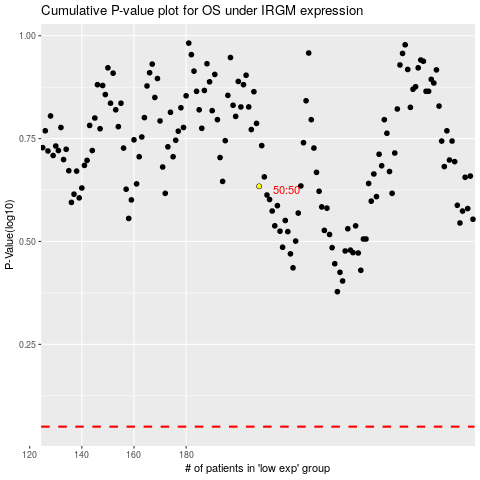 Cumulative P-value plot for OS under IRGM expression
1.00
0.75
0.50
0.25
P-Value(log10)
50:50
120 140 160 180
# of patients in 'low exp' group